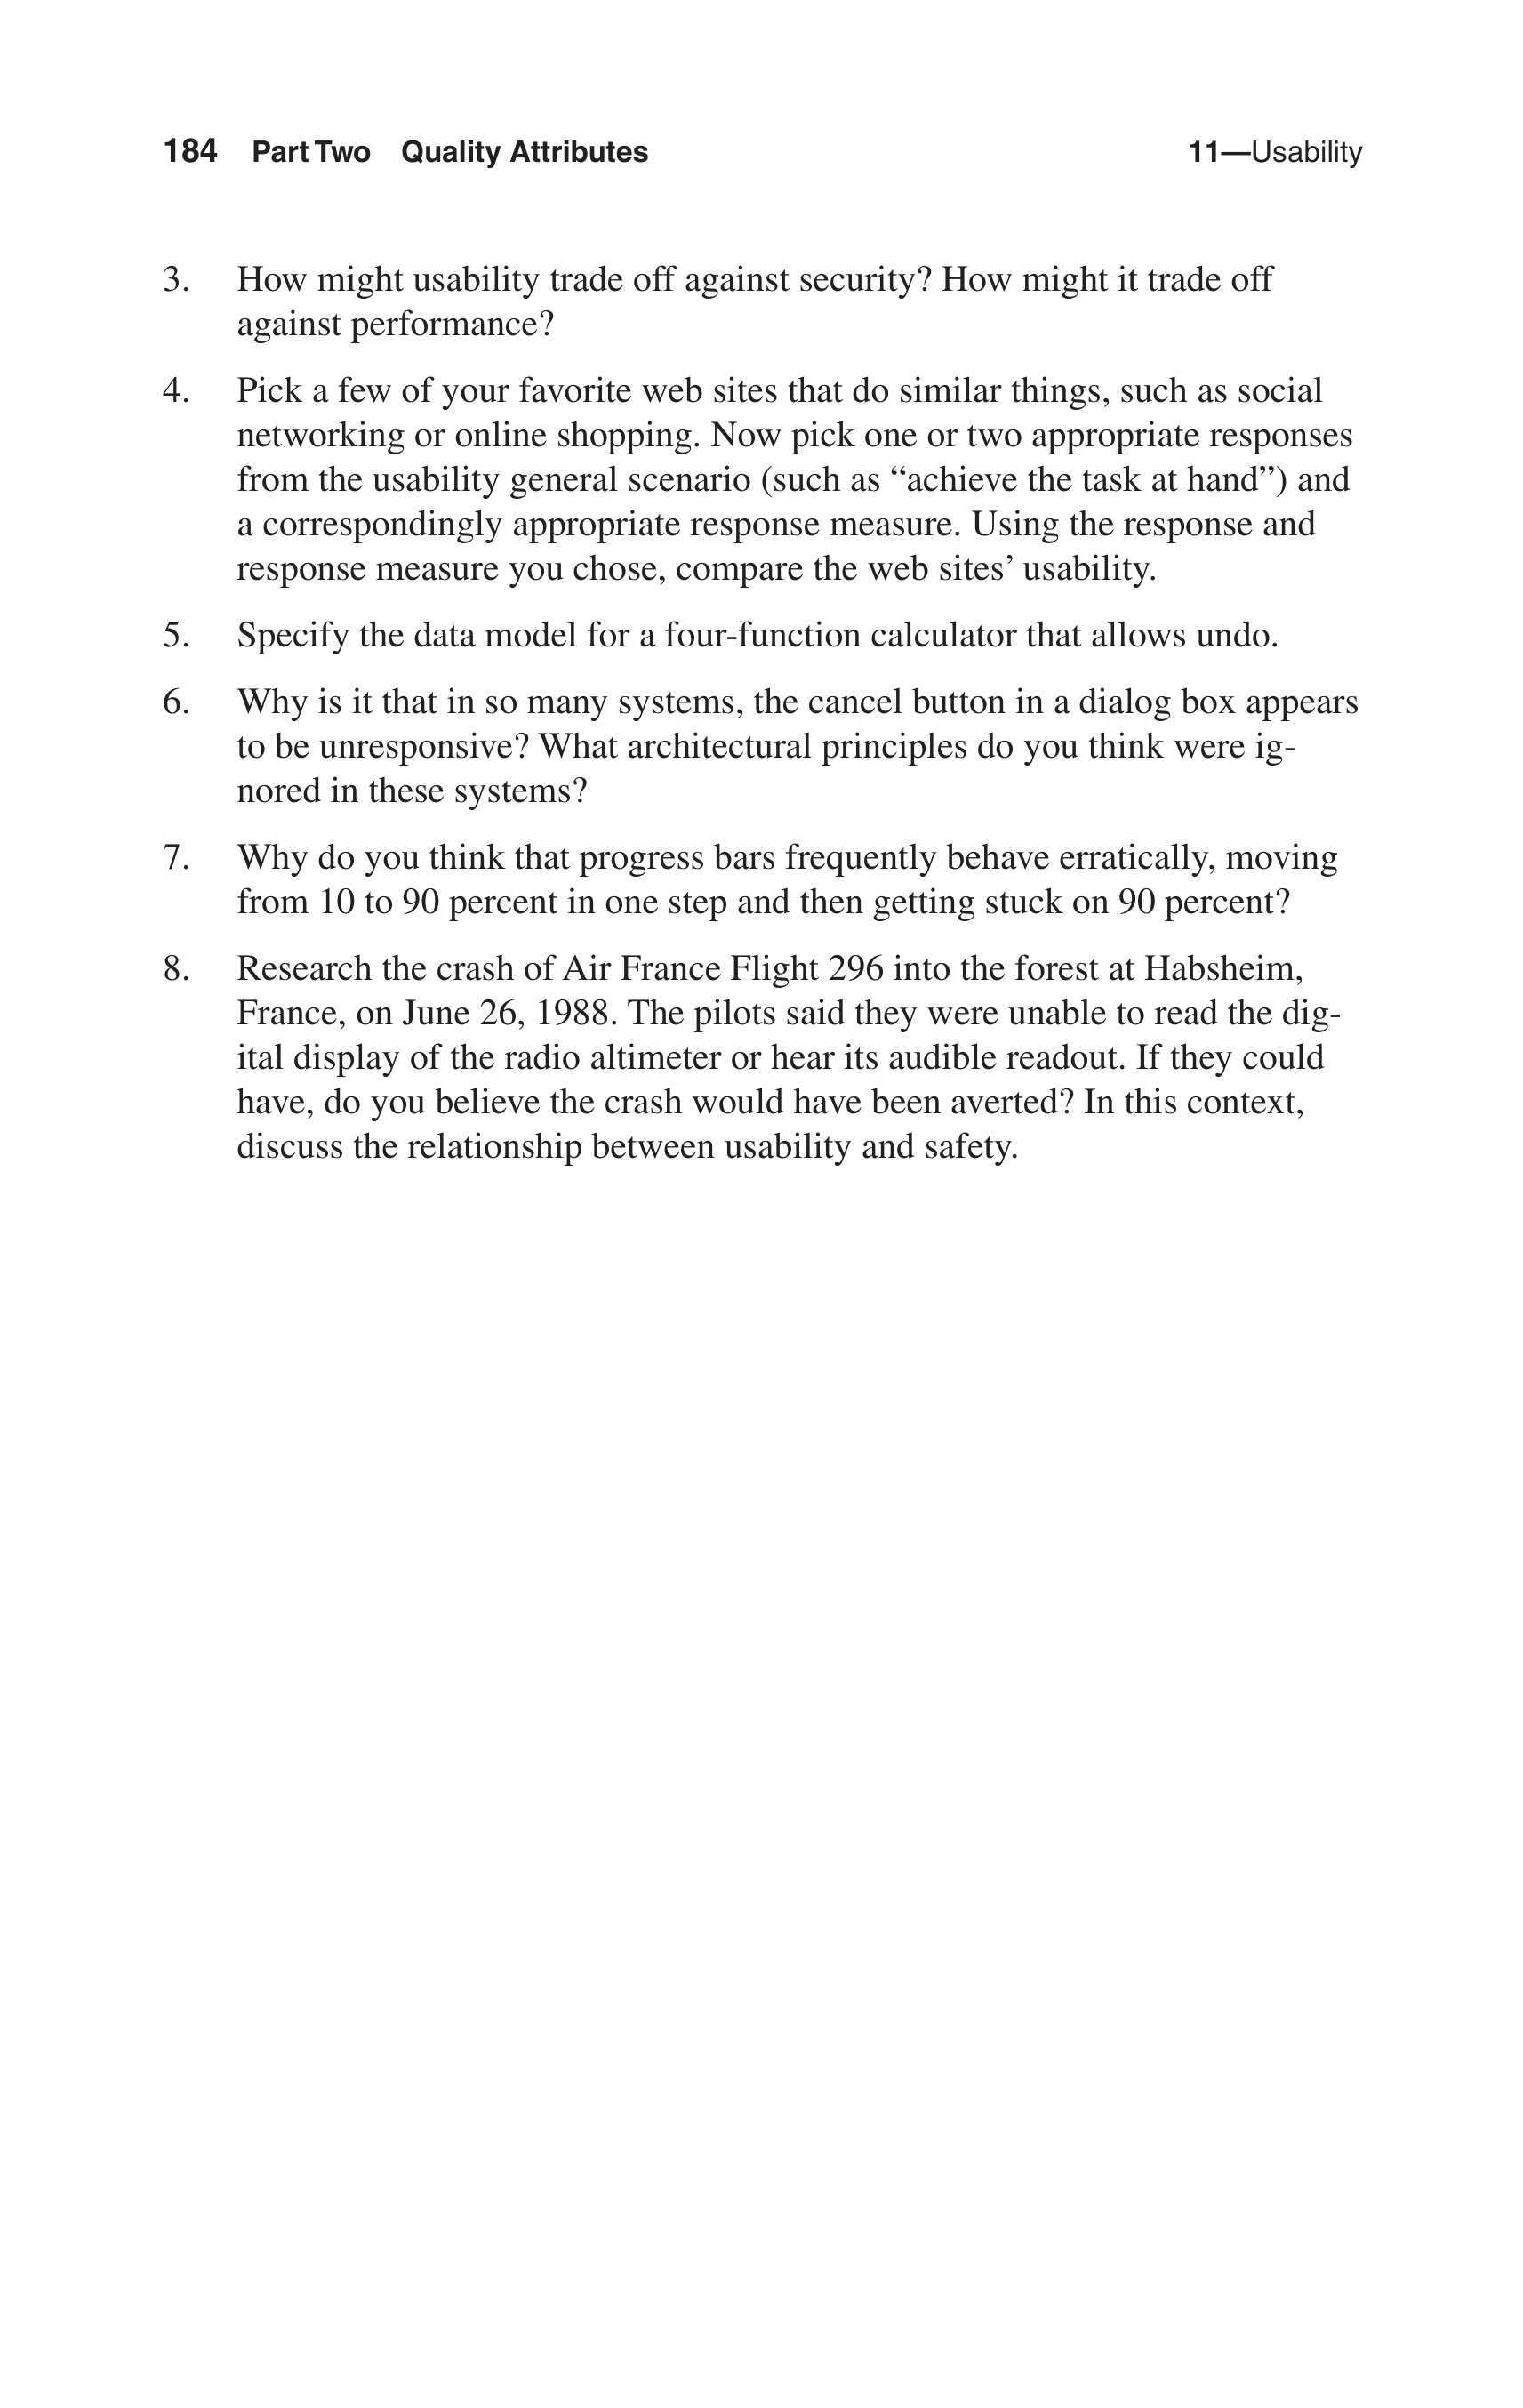 184 Part Two Quality Attributes 11—Usability
3. How might usability trade off against security? How might it trade off
against performance?
4. Pick a few of your favorite web sites that do similar things, such as social
networking or online shopping. Now pick one or two appropriate responses
from the usability general scenario (such as “achieve the task at hand”) and
a correspondingly appropriate response measure. Using the response and
response measure you chose, compare the web sites’ usability.
5. Specify the data model for a four-function calculator that allows undo.
6. Why is it that in so many systems, the cancel button in a dialog box appears
to be unresponsive? What architectural principles do you think were ig-
nored in these systems?
7. Why do you think that progress bars frequently behave erratically, moving
from 10 to 90 percent in one step and then getting stuck on 90 percent?
8. Research the crash of Air France Flight 296 into the forest at Habsheim,
France, on June 26, 1988. The pilots said they were unable to read the dig-
ital display of the radio altimeter or hear its audible readout. If they could
have, do you believe the crash would have been averted? In this context,
discuss the relationship between usability and safety.